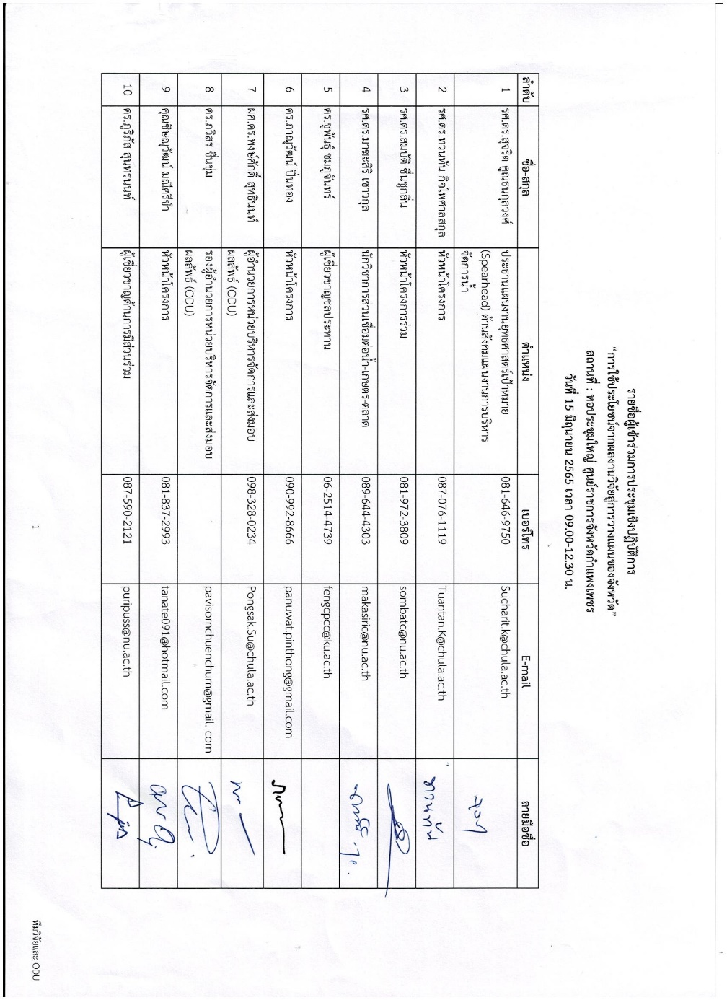 รายชื่อผู้เข้าร่วมการประชุมเชิงปฏิบัติการ
“การใช้ประโยชน์จากผลงานวิจัยสู่การวางแผนของจังหวัด”
สถานที่ : หอประชุมใหญ่ ศูนย์ราชการจังหวัดกำแพงเพชร
วันที่ 15 มิถุนายน 2565 เวลา 09.00-12.30 น.
ลำดับ ชื่อ-สกุล ตำแหน่ง เบอร์โทร E-mail ลายมือชื่อ
1 รศ.ดร.สุจริต คูณธนกุลวงศ์ ประธานแผนงานยุทธศาสตร์เป้าหมาย 081-646-9750 Sucharit.k@chula.ac.th
(Spearhead) ด้านสังคมแผนงานการบริหาร
จัดการน้ำ
2 รศ.ดร.ทวนทัน กิจไพศาลสกุล หัวหน้าโครงการ 087-076-1119 Tuantan.K@chula.ac.th ทวนทัน
3 รศ.ดร.สมบัติ ชื่นชูกลิ่น หัวหน้าโครงการร่วม 081-972-3809 sombatc@nu.ac.th
4 รศ.ดร.มาฆะสิริ เชาวกุล นักวิชาการส่วนเชื่อมต่อน้ำ-เกษตร-ตลาด 089-644-4303 makasiric@nu.ac.th
5 ดร.ชูพันธุ์ ชมภูจันทร์ ผู้เชี่ยวชาญชลประทาน 06-2514-4739 fengcpcc@ku.ac.th
6 ดร.ภาณุวัฒน์ ปิ่นทอง หัวหน้าโครงการ 090-992-8666 panuwat.pinthong@gmail.com
7 ผศ.ดร.พงษ์ศักดิ์ สุทธินนท์ ผู้อำนวยการหน่วยบริหารจัดการและส่งมอบ 098-328-0234 Pongsak.Su@chula.ac.th
ผลลัพธ์ (ODU)
8 ดร.ภวิสร ชื่นชุ่ม รองผู้อำนวยการหน่วยบริหารจัดการและส่งมอบ pavisornchuenchum@gmail. com
ผลลัพธ์ (ODU)
9 คุณชิษณุวัฒน์ มณีศรีขำ หัวหน้าโครงการ 081-837-2993 tanate091@hotmail.com
10 ดร.ภูริภัส สุนทรนนท์ ผู้เชี่ยวชาญด้านการมีส่วนร่วม 087-590-2121 puripuss@nu.ac.th
1
ทีมวิจัยและ ODU